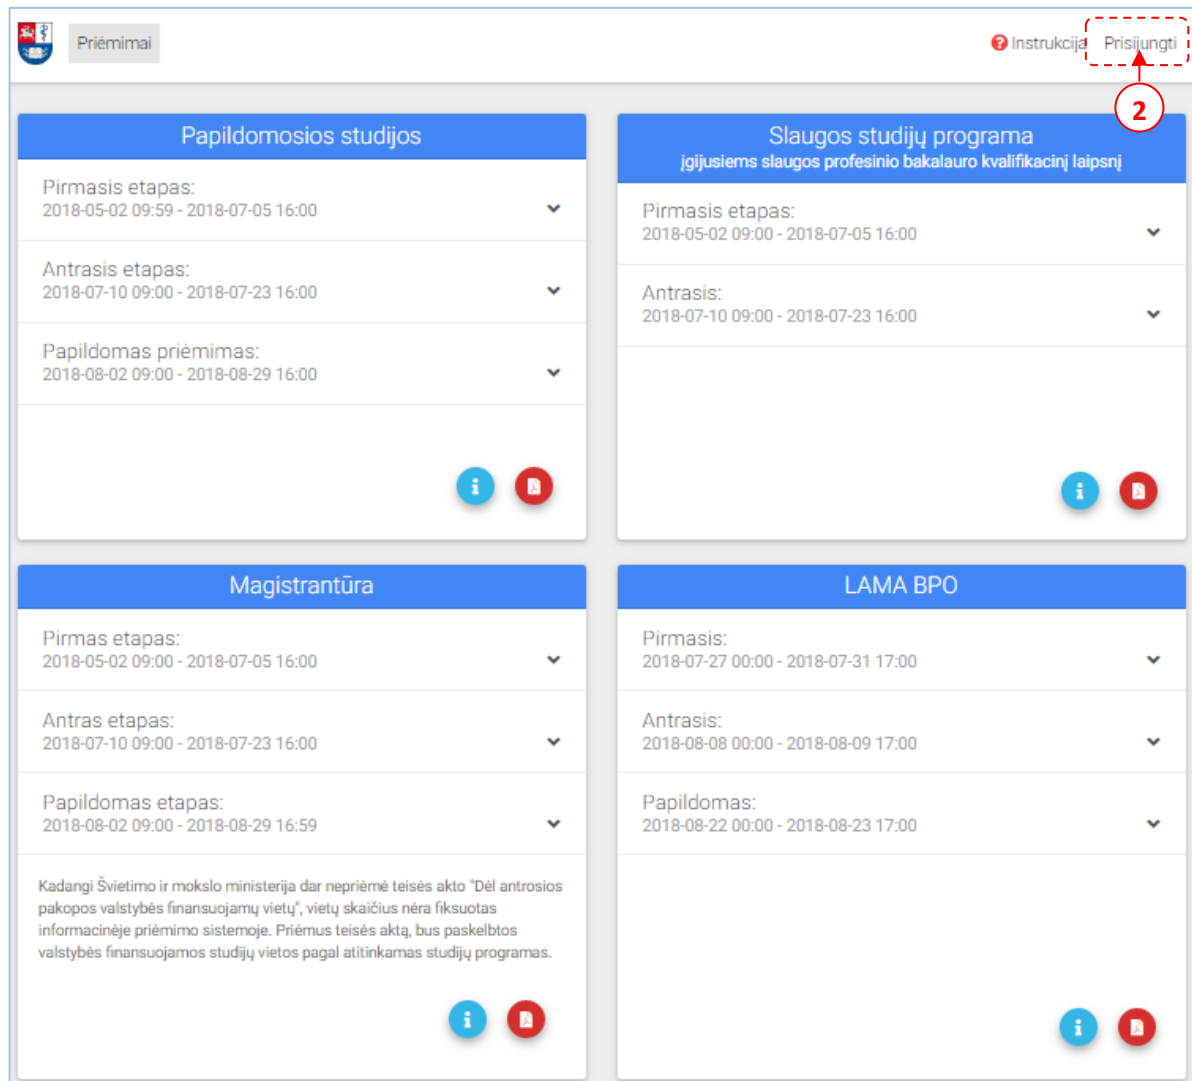 Priėmimai
Instrukcija
Prisijungti
2
Papildomosios studijos
Pirmasis etapas:
2018-05-02 09:59 - 2018-07-05 16:00
Antrasis etapas:
2018-07-10 09:00 - 2018-07-23 16:00
Papildomas priėmimas:
2018-08-02 09:00 - 2018-08-29 16:00
Slaugos studijų programa
įgijusiems slaugos profesinio bakalauro kvalifikacinį laipsnį
Pirmasis etapas:
2018-05-02 09:00 - 2018-07-05 16:00
Antrasis:
2018-07-10 09:00 - 2018-07-23 16:00
Magistrantūra
Pirmas etapas:
2018-05-02 09:00 - 2018-07-05 16:00
Antras etapas:
2018-07-10 09:00 - 2018-07-23 16:00
Papildomas etapas:
2018-08-02 09:00 - 2018-08-29 16:59
Kadangi Švietimo ir mokslo ministerija dar nepriėmė teisės akto "Dėl antrosios
pakopos valstybės finansuojamų vietų", vietų skaičius nėra fiksuotas
informacinėje priėmimo sistemoje. Priėmus teisės aktą, bus paskelbtos
valstybės finansuojamos studijų vietos pagal atitinkamas studijų programas.
LAMA BPO
Pirmasis:
2018-07-27 00:00 - 2018-07-31 17:00
Antrasis:
2018-08-08 00:00 - 2018-08-09 17:00
Papildomas:
2018-08-22 00:00 - 2018-08-23 17:00